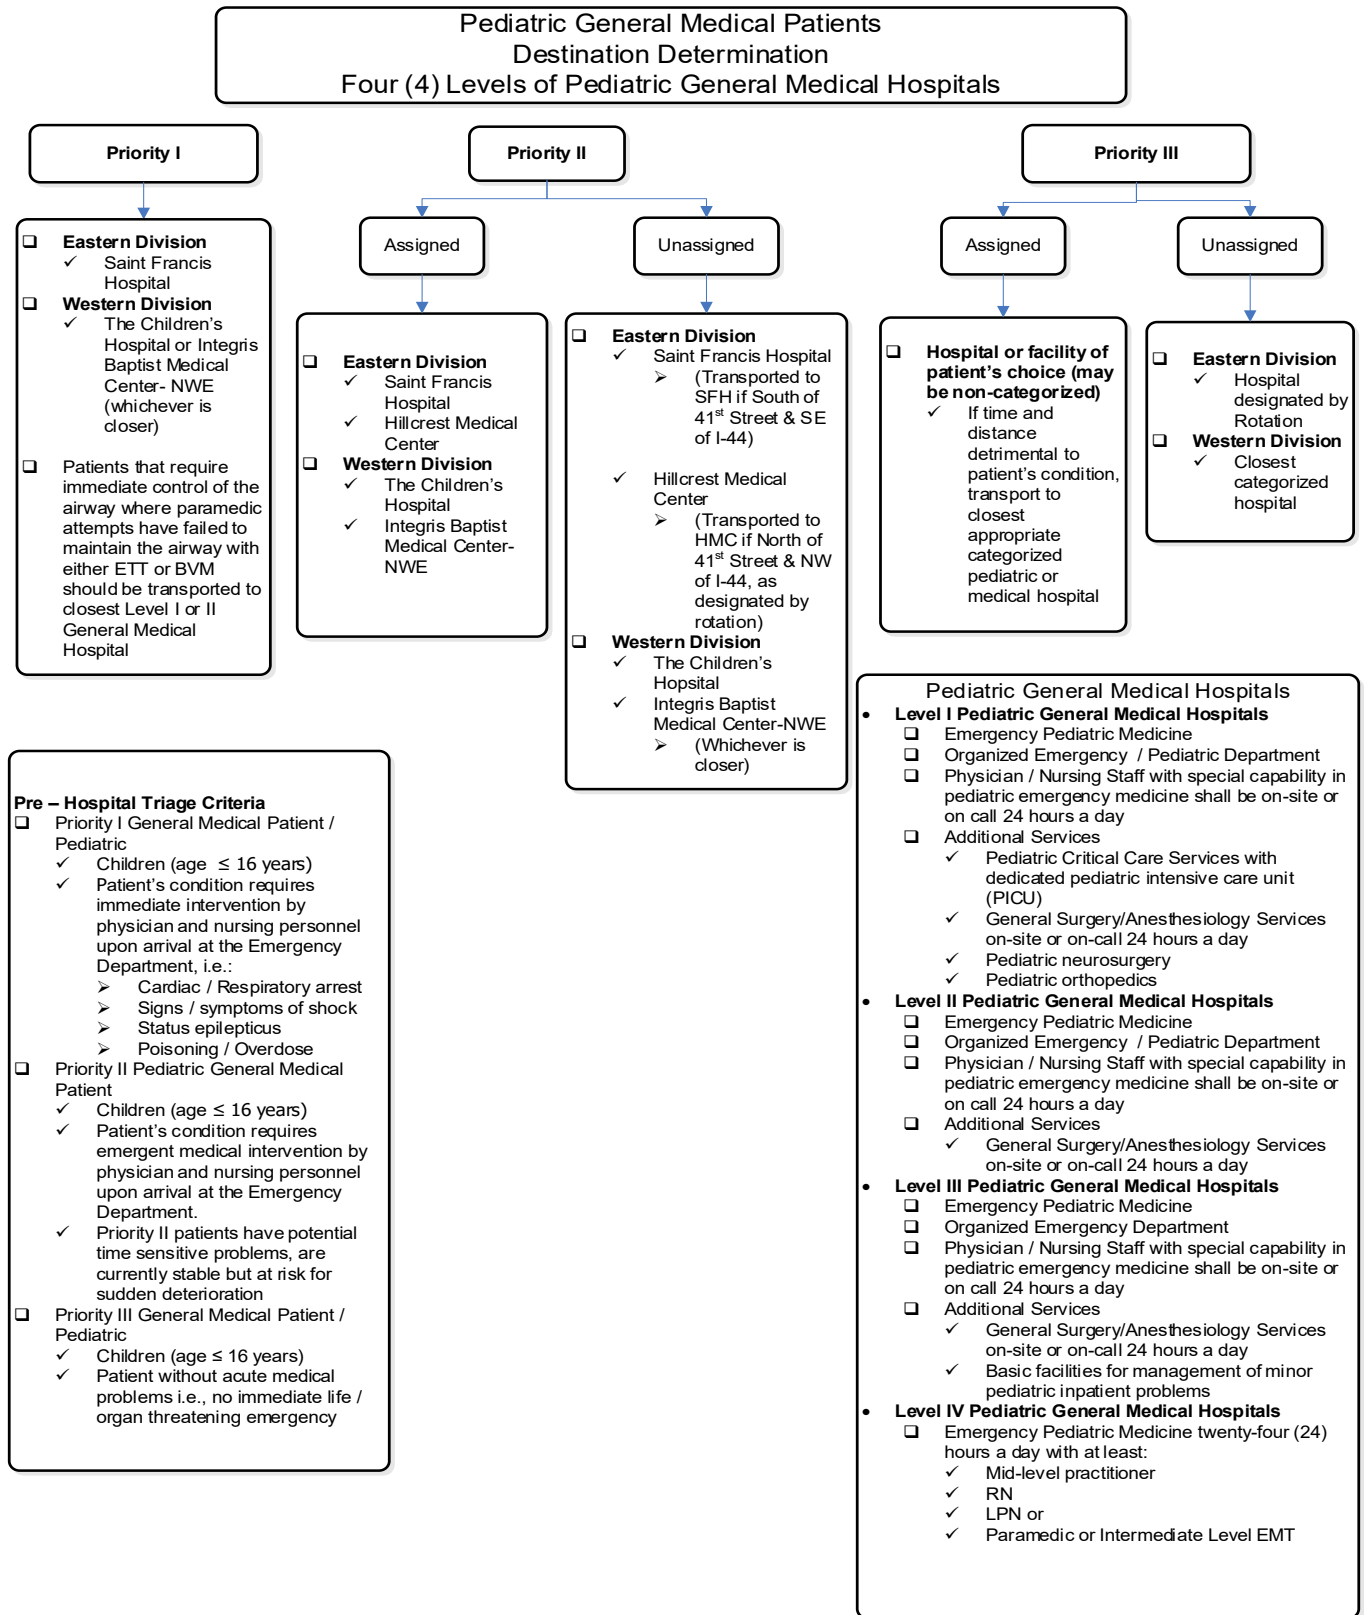 Pediatric General Medical Patients
Destination Determination
Four (4) Levels of Pediatric General Medical Hospitals
Priority I
❑ Eastern Division
✓ Saint Francis
Hospital
❑ Western Division
✓ The Children’s
Hospital or Integris
Baptist Medical
Center- NWE
(whichever is
closer)
❑ Patients that require
immediate control of the
airway where paramedic
attempts have failed to
maintain the airway with
either ETT or BVM
should be transported to
closest Level I or II
General Medical
Hospital
Priority II
Assigned
❑ Eastern Division
✓ Saint Francis
Hospital
✓ Hillcrest Medical
Center
❑ Western Division
✓ The Children’s
Hospital
✓ Integris Baptist
Medical Center-
NWE
Unassigned
❑ Eastern Division
✓ Saint Francis Hospital
➢ (Transported to
SFH if South of
41st Street & SE
of I-44)
✓ Hillcrest Medical
Center
➢ (Transported to
HMC if North of
41st Street & NW
of I-44, as
designated by
rotation)
❑ Western Division
✓ The Children’s
Hopsital
✓ Integris Baptist
Medical Center-NWE
➢ (Whichever is
closer)
Priority III
Assigned
❑ Hospital or facility of
patient’s choice (may
be non-categorized)
✓ If time and
distance
detrimental to
patient’s condition,
transport to
closest
appropriate
categorized
pediatric or
medical hospital
Unassigned
❑ Eastern Division
✓ Hospital
designated by
Rotation
❑ Western Division
✓ Closest
categorized
hospital
Pre – Hospital Triage Criteria
❑ Priority I General Medical Patient /
Pediatric
✓ Children (age ≤ 16 years)
✓ Patient’s condition requires
immediate intervention by
physician and nursing personnel
upon arrival at the Emergency
Department, i.e.:
➢ Cardiac / Respiratory arrest
➢ Signs / symptoms of shock
➢ Status epilepticus
➢ Poisoning / Overdose
❑ Priority II Pediatric General Medical
Patient
✓ Children (age ≤ 16 years)
✓ Patient’s condition requires
emergent medical intervention by
physician and nursing personnel
upon arrival at the Emergency
Department.
✓ Priority II patients have potential
time sensitive problems, are
currently stable but at risk for
sudden deterioration
❑ Priority III General Medical Patient /
Pediatric
✓ Children (age ≤ 16 years)
✓ Patient without acute medical
problems i.e., no immediate life /
organ threatening emergency
Pediatric General Medical Hospitals
• Level I Pediatric General Medical Hospitals
❑ Emergency Pediatric Medicine
❑ Organized Emergency / Pediatric Department
❑ Physician / Nursing Staff with special capability in
pediatric emergency medicine shall be on-site or
on call 24 hours a day
❑ Additional Services
✓ Pediatric Critical Care Services with
dedicated pediatric intensive care unit
(PICU)
✓ General Surgery/Anesthesiology Services
on-site or on-call 24 hours a day
✓ Pediatric neurosurgery
✓ Pediatric orthopedics
• Level II Pediatric General Medical Hospitals
❑ Emergency Pediatric Medicine
❑ Organized Emergency / Pediatric Department
❑ Physician / Nursing Staff with special capability in
pediatric emergency medicine shall be on-site or
on call 24 hours a day
❑ Additional Services
✓ General Surgery/Anesthesiology Services
on-site or on-call 24 hours a day
• Level III Pediatric General Medical Hospitals
❑ Emergency Pediatric Medicine
❑ Organized Emergency Department
❑ Physician / Nursing Staff with special capability in
pediatric emergency medicine shall be on-site or
on call 24 hours a day
❑ Additional Services
✓ General Surgery/Anesthesiology Services
on-site or on-call 24 hours a day
✓ Basic facilities for management of minor
pediatric inpatient problems
• Level IV Pediatric General Medical Hospitals
❑ Emergency Pediatric Medicine twenty-four (24)
hours a day with at least:
✓ Mid-level practitioner
✓ RN
✓ LPN or
✓ Paramedic or Intermediate Level EMT